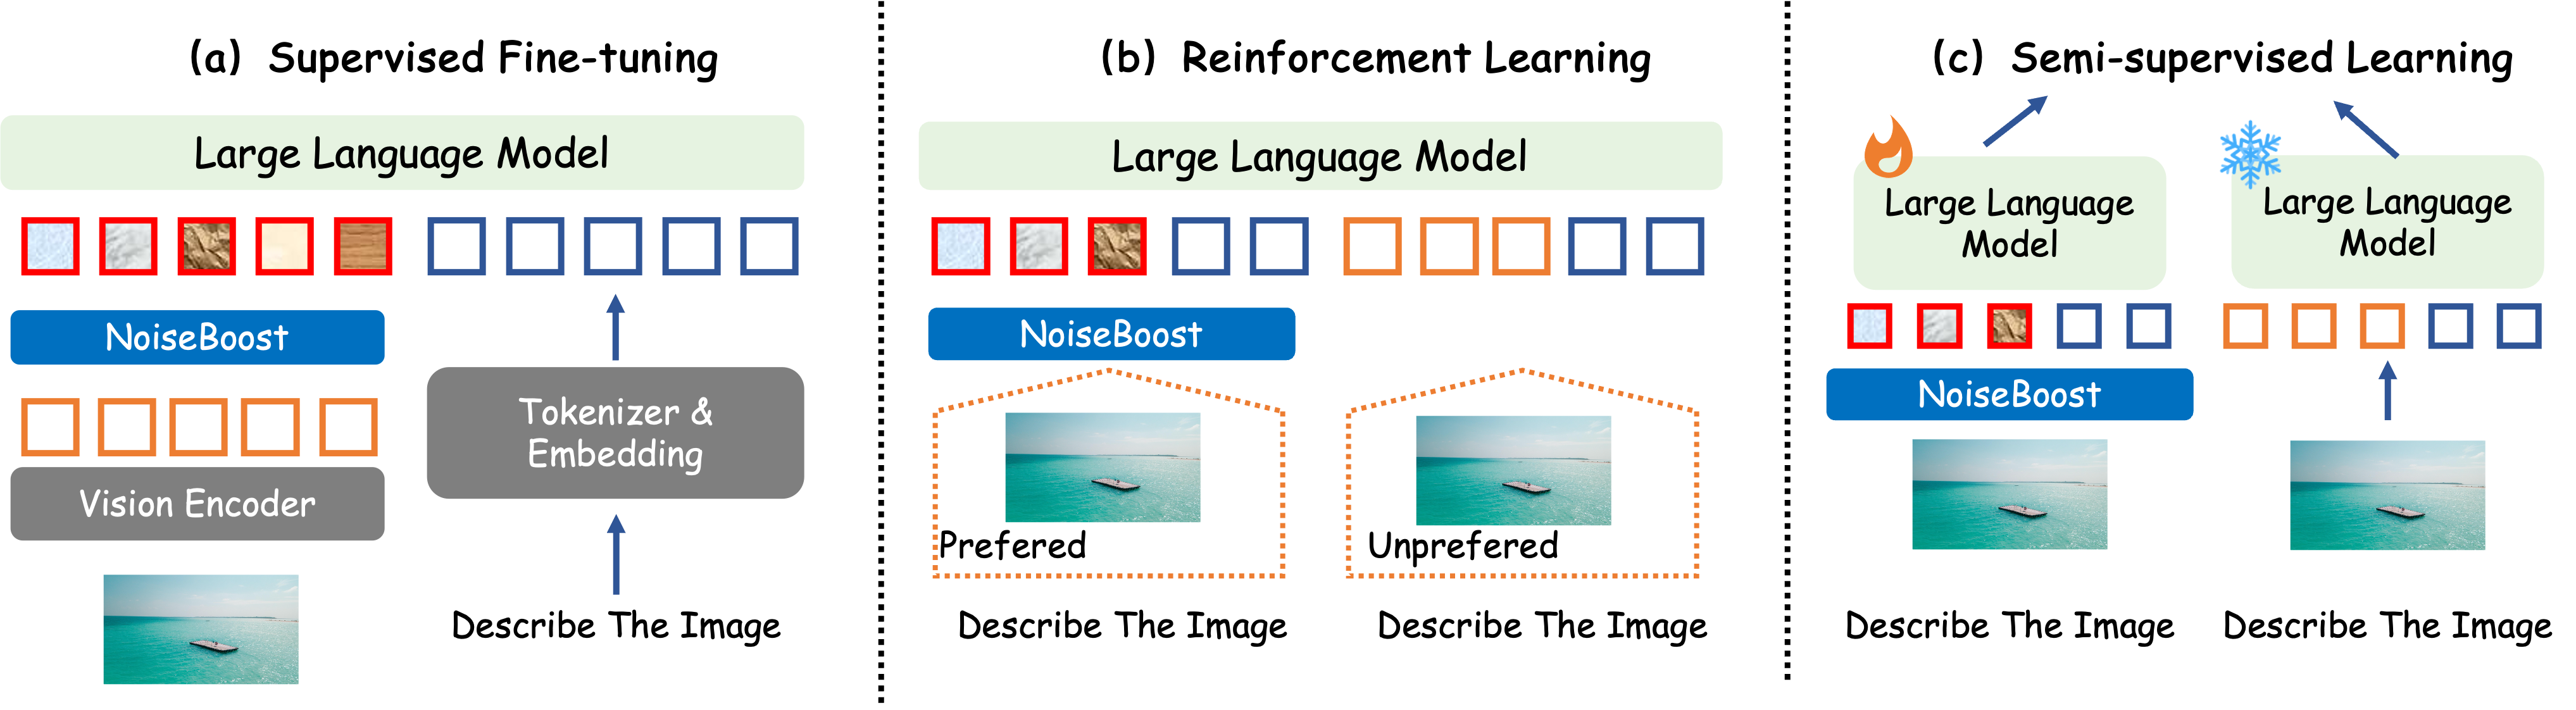 (a) Supervised Fine-tuning
Large Language Model
NoiseBoost
Vision Encoder
Tokenizer &
Embedding
Describe The Image
(b) Reinforcement Learning
Large Language Model
NoiseBoost
Prefered
Unprefered
Describe The Image
Describe The Image
(c) Semi-supervised Learning
Large Language
Model
Large Language
Model
NoiseBoost
Describe The Image
Describe The Image